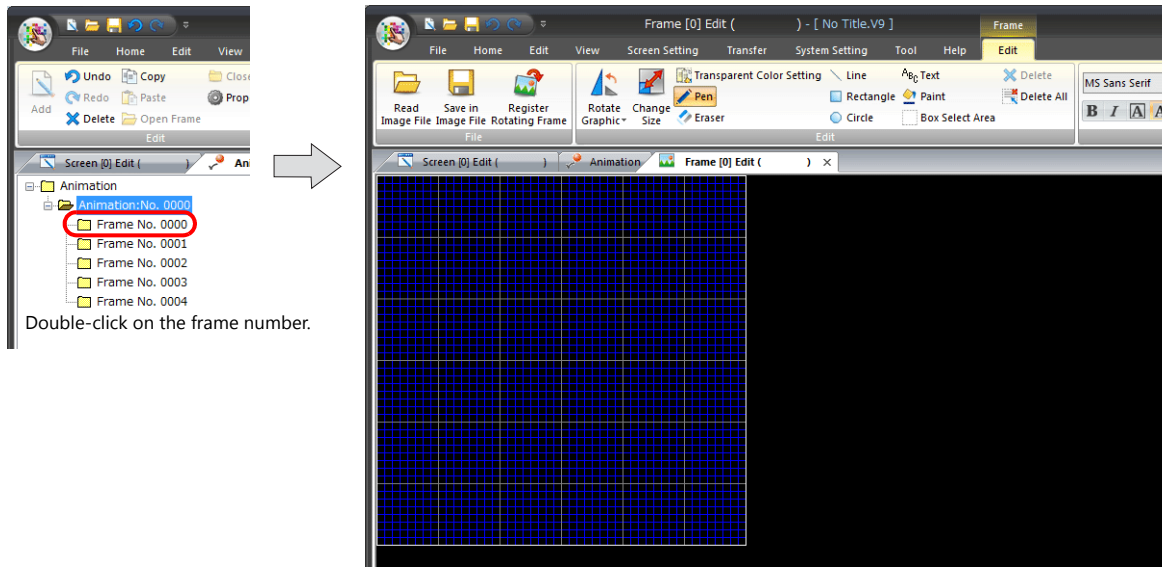 File Home Edit View
Undo Copy Close
Add Redo Paste Prop
Delete Open Frame
Edit
Screen [0] Edit ( ) Ani
Animation
Animation:No. 0000
Frame No. 0000
Frame No. 0001
Frame No. 0002
Frame No. 0003
Frame No. 0004
Double-click on the frame number.
Frame [0] Edit ( ) - [ No Title.V9 ] Frame
File Home Edit View Screen Setting Transfer System Setting Tool Help Edit
Read Image File
Save in Image File
Register Rotating Frame
File
Rotate Graphic
Change Size
Transparent Color Setting
Pen
Eraser
Line
Rectangle
Circle
ABC Text
Paint
Box Select Area
Delete
Delete All
Edit
MS Sans Serif
B I A A
Screen [0] Edit ( ) Animation Frame [0] Edit ( ) ×